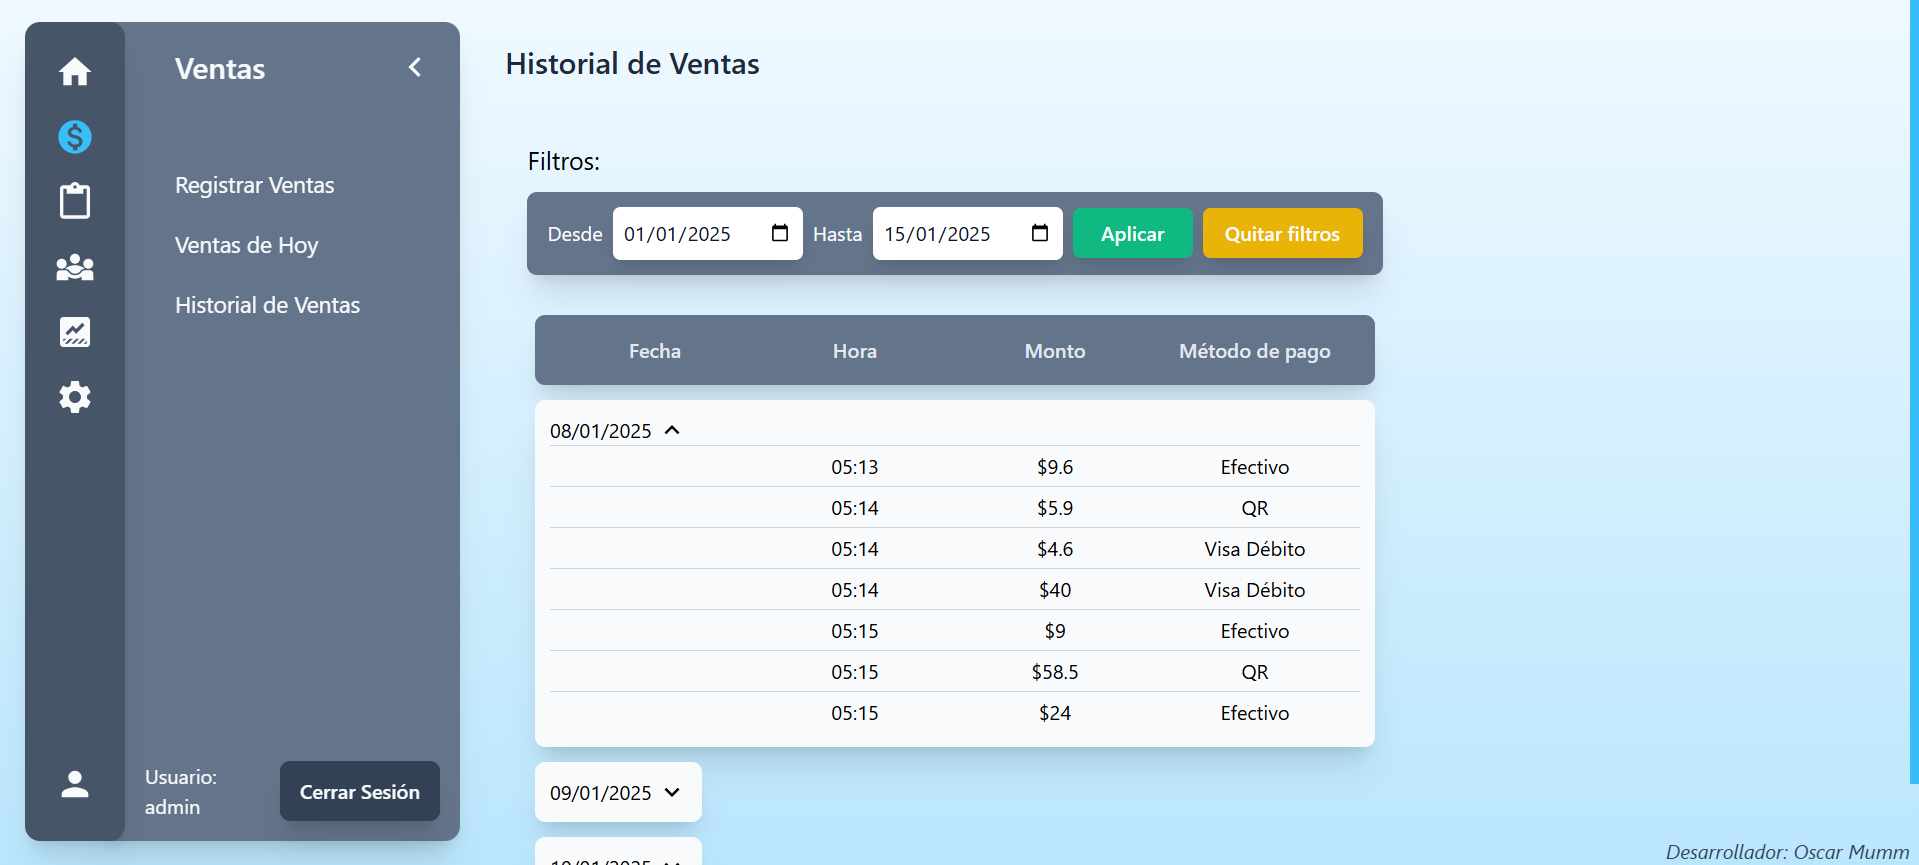 Ventas
Registrar Ventas
Ventas de Hoy
Historial de Ventas
Usuario:
admin
Cerrar Sesión
Historial de Ventas
Filtros:
Desde 01/01/2025 Hasta 15/01/2025 Aplicar Quitar filtros
Fecha Hora Monto Método de pago
08/01/2025
05:13 $9.6 Efectivo
05:14 $5.9 QR
05:14 $4.6 Visa Débito
05:14 $40 Visa Débito
05:15 $9 Efectivo
05:15 $58.5 QR
05:15 $24 Efectivo
09/01/2025
10/01/2025
Desarrollador: Oscar Mumm